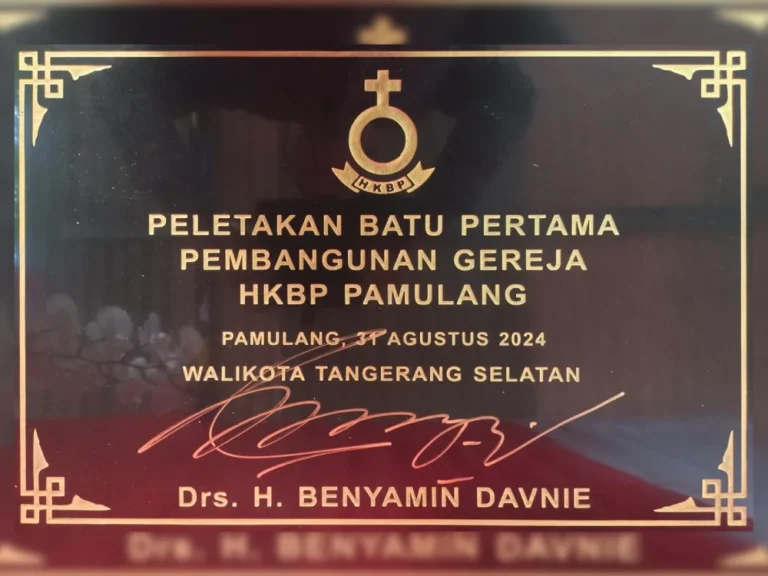 HKBP
PELETAKAN BATU PERTAMA
PEMBANGUNAN GEREJA
HKBP PAMULANG
PAMULANG, 31 AGUSTUS 2024
WALIKOTA TANGERANG SELATAN
Drs. H. BENYAMIN DAVNIE
Drs. H. BENYAMIN DAVNIE